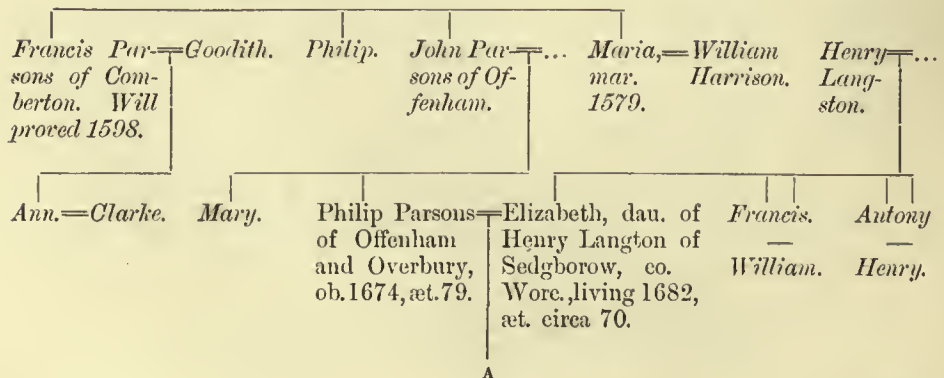 Francis Par-=Goodith.
sons of Com-
berton. Will
proved 1598.
Philip.
John Par-=...
sons of Of-
fenham.
Maria,=William
mar. Harrison.
1579.
Henry=...
Lang-
ston.
Ann.=Clarke.
Mary.
Philip Parsons=Elizabeth, dau. of
of Offenham Henry Langton of
and Overbury, Sedgborow, co.
ob. 1674, æt. 79. Worc., living 1682,
æt. circa 70.
Francis.
—
William.
Antony
—
Henry.
A